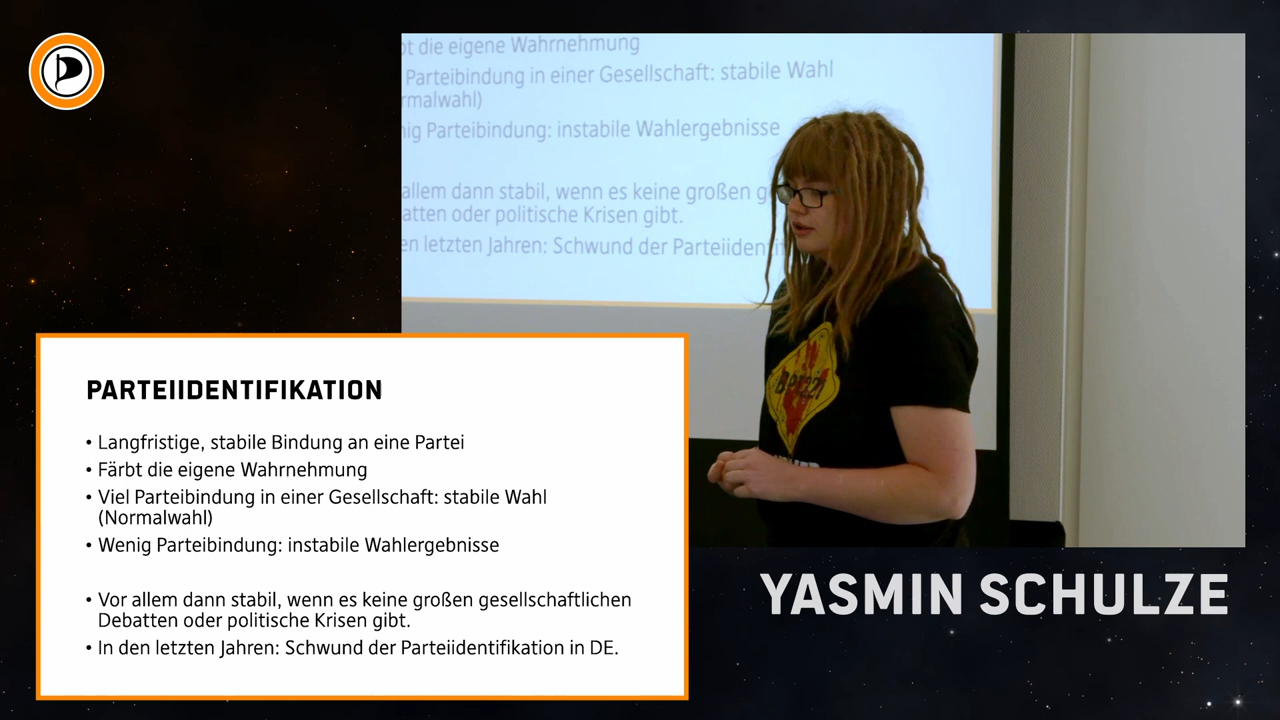 bt die eigene Wahrnehmung
Parteibindung in einer Gesellschaft: stabile Wahl
rmalwahl)
nig Parteibindung: instabile Wahlergebnisse
allem dann stabil, wenn es keine großen
atten oder politische Krisen gibt.
en letzten Jahren: Schwund der Parteiidentif
PARTEIIDENTIFIKATION
• Langfristige, stabile Bindung an eine Partei
• Färbt die eigene Wahrnehmung
• Viel Parteibindung in einer Gesellschaft: stabile Wahl
(Normalwahl)
• Wenig Parteibindung: instabile Wahlergebnisse
• Vor allem dann stabil, wenn es keine großen gesellschaftlichen
Debatten oder politische Krisen gibt.
• In den letzten Jahren: Schwund der Parteiidentifikation in DE.
YASMIN SCHULZE